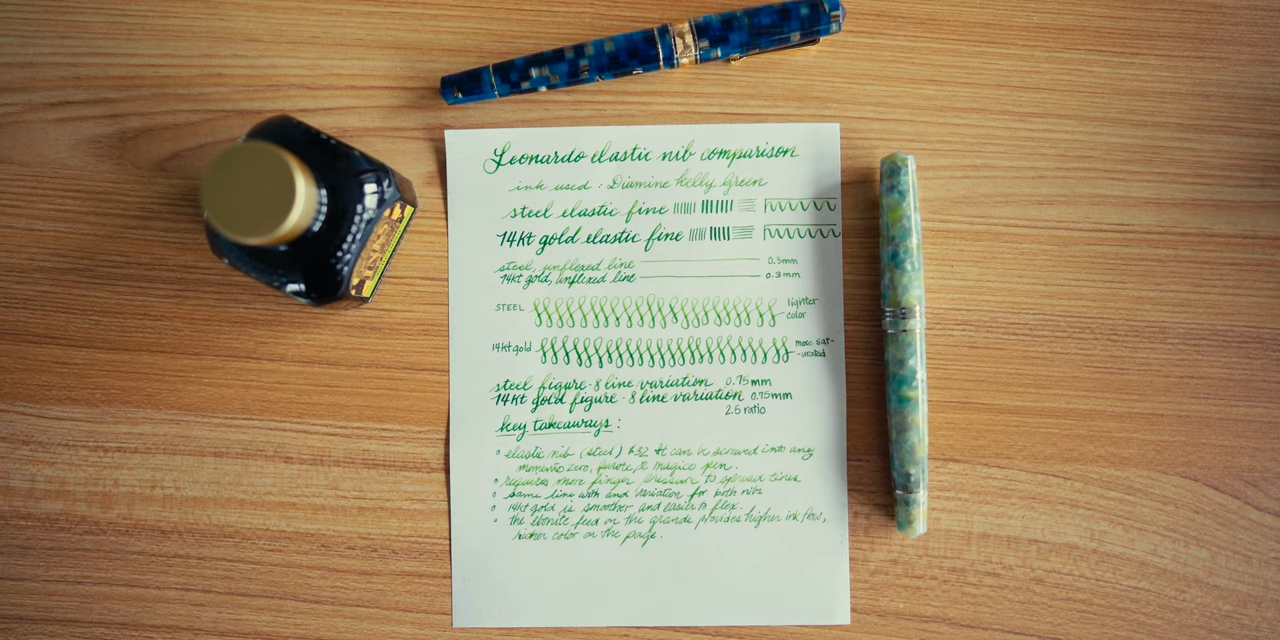 Leonardo elastic nib comparison
ink used : Diamine Kelly Green
steel elastic fine
14kt gold elastic fine
steel, unflexed line 0.3mm
14kt gold, unflexed line 0.3mm
STEEL lighter
color
14kt gold more sat-
-urated
steel figure-8 line variation 0.75mm
14kt gold figure-8 line variation 0.75mm
2.5 ratio
key takeaways :
• elastic nib (steel) $32 It can be screwed into any
momento zero, furore, & magico pen.
• requires more finger pressure to spread tines
• same line width and variation for both nibs
• 14kt gold is smoother and easier to flex.
• the ebonite feed on the grande provides higher ink flow,
richer color on the page.
INKS